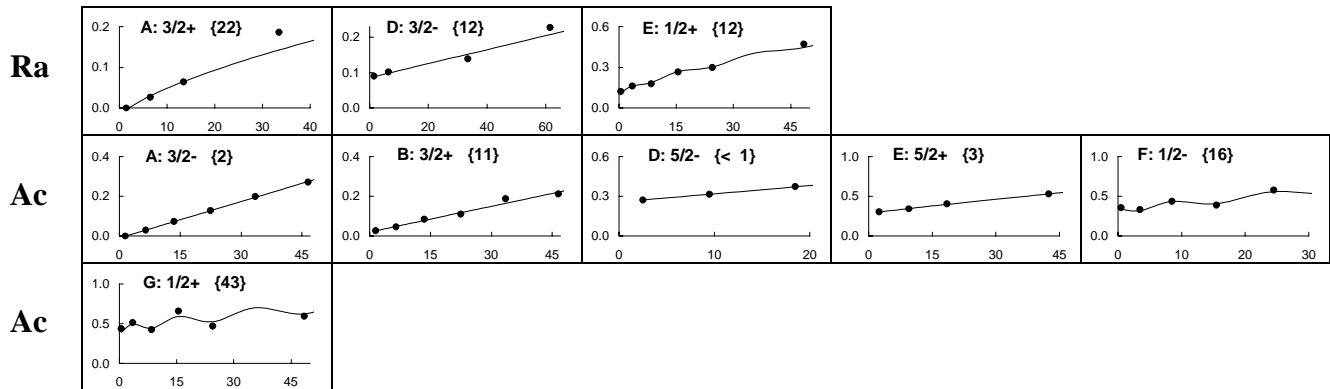 A: 3/2+ {22} D: 3/2- {12} E: 1/2+ {12}
0.2 0.2 0.6
Ra 0.1 0.1 0.3
0.0 0.0 0.0
0 10 20 30 40 0 20 40 60 0 15 30 45
A: 3/2- {2} B: 3/2+ {11} D: 5/2- {< 1} E: 5/2+ {3} F: 1/2- {16}
0.4 0.4 0.6 1.0 1.0
Ac 0.2 0.2 0.3 0.5 0.5
0.0 0.0 0.0 0.0 0.0
0 15 30 45 0 15 30 45 0 10 20 0 15 30 45 0 10 20 30
G: 1/2+ {43}
1.0
Ac 0.5
0.0
0 15 30 45